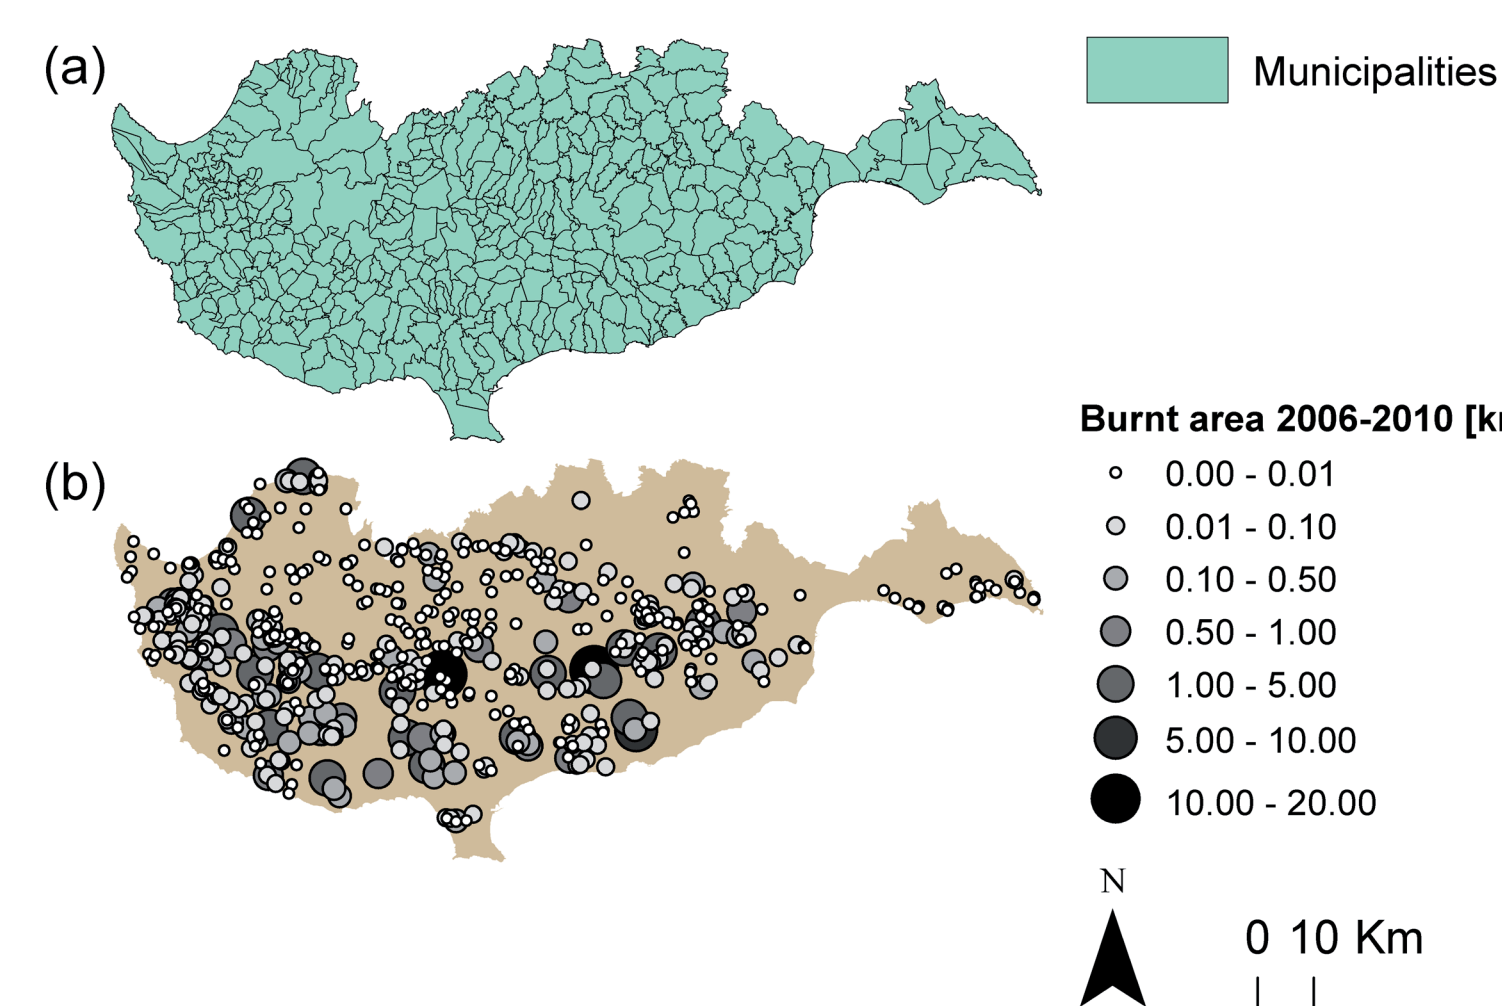 (a)
Municipalities
Burnt area 2006-2010 [k
(b)
0.00 - 0.01
0.01 - 0.10
0.10 - 0.50
0.50 - 1.00
1.00 - 5.00
5.00 - 10.00
10.00 - 20.00
N
0 10 Km